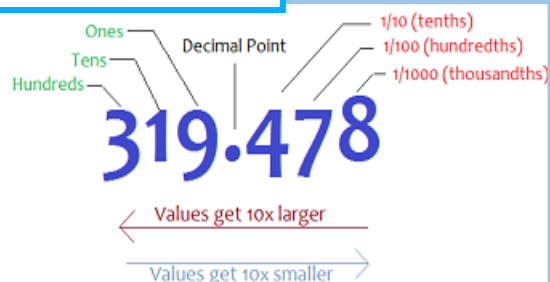 Ones
Tens
Hundreds
Decimal Point
1/10 (tenths)
1/100 (hundredths)
1/1000 (thousandths)
319.478
Values get 10x larger
Values get 10x smaller